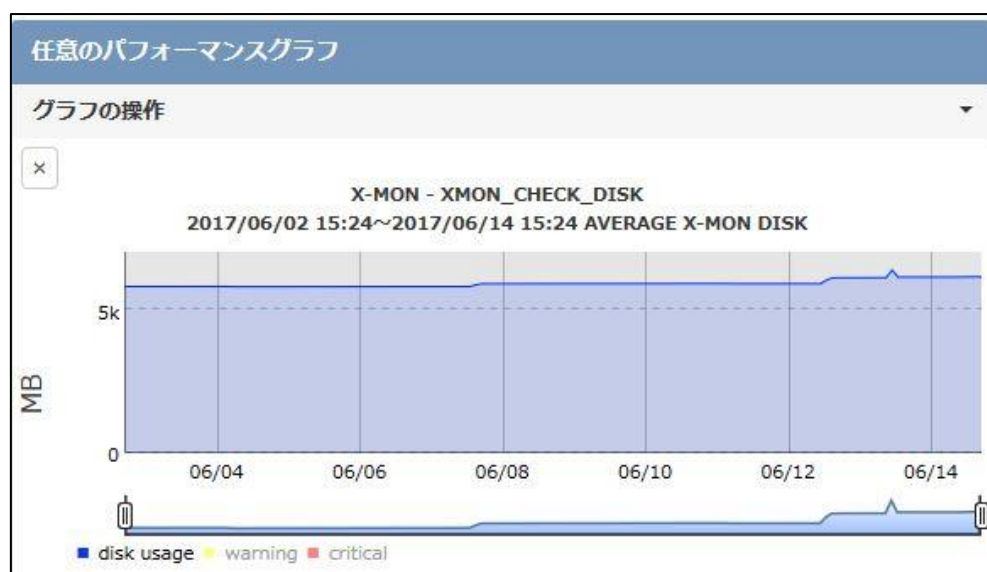 任意のパフォーマンスグラフ
グラフの操作
×
X-MON - XMON_CHECK_DISK
2017/06/02 15:24～2017/06/14 15:24 AVERAGE X-MON DISK
5k
MB
0
06/04 06/06 06/08 06/10 06/12 06/14
disk usage warning critical